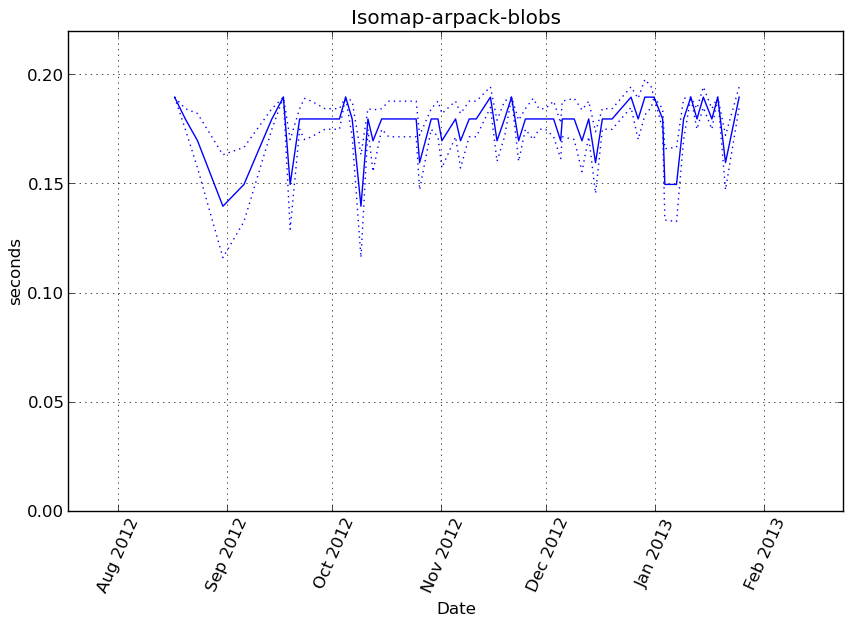 Isomap-arpack-blobs
0.20
0.15
0.10
0.05
0.00
seconds
Aug 2012
Sep 2012
Oct 2012
Nov 2012
Dec 2012
Jan 2013
Feb 2013
Date